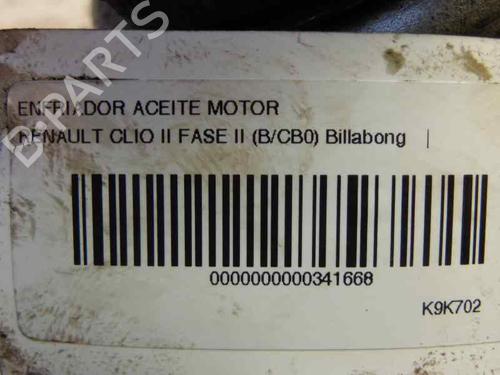 ENFRIADOR ACEITE MOTOR
RENAULT CLIO II FASE II (B/CB0) Billabong |
0000000000341668
K9K702
B-PARTS